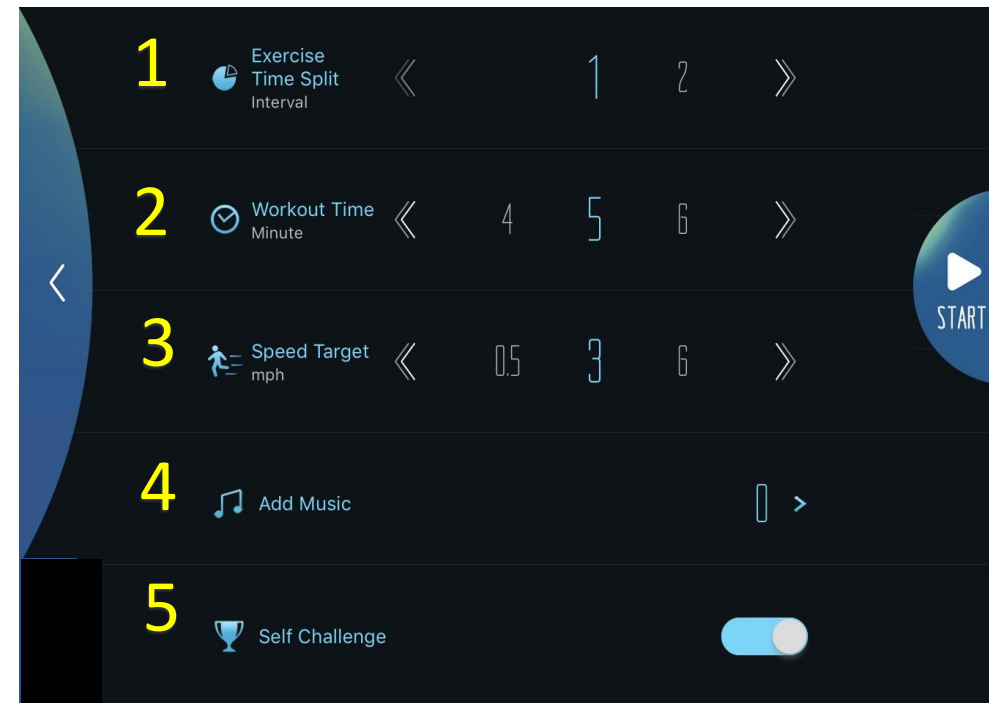 1
Exercise
Time Split
Interval
1 2
2
Workout Time
Minute
4 5 6
3
Speed Target
mph
0.5 3 6
START
4
Add Music
0 >
5
Self Challenge